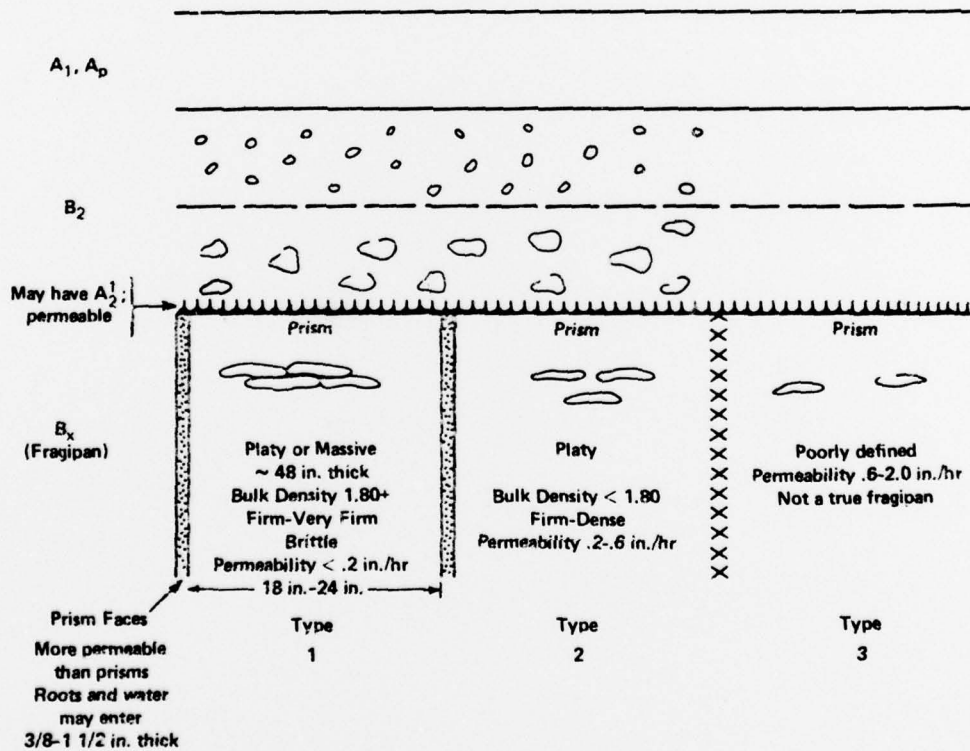 A1, Ap
B2
May have A2¹;
permeable
Prism
Prism
Prism
Bx
(Fragipan)
Platy or Massive
~ 48 in. thick
Bulk Density 1.80+
Firm-Very Firm
Brittle
Permeability < .2 in./hr
18 in.-24 in.
Platy
Bulk Density < 1.80
Firm-Dense
Permeability .2-.6 in./hr
Poorly defined
Permeability .6-2.0 in./hr
Not a true fragipan
Prism Faces
More permeable
than prisms
Roots and water
may enter
3/8-1 1/2 in. thick
Type
1
Type
2
Type
3